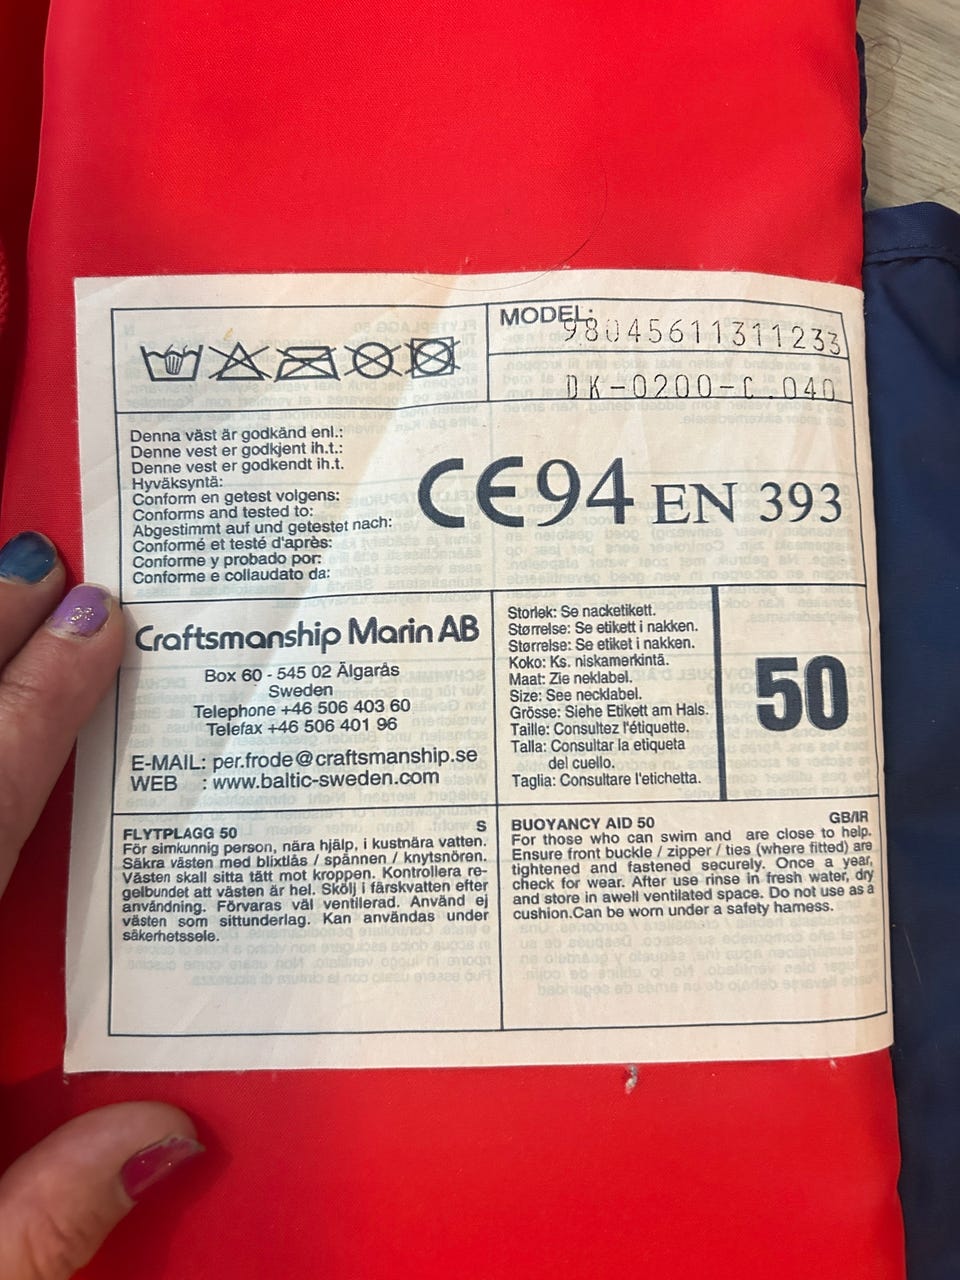 MODEL:
98045611311233
DK-0200-C.040
Denna väst är godkänd enl.:
Denne vest er godkjent ih.t.:
Denne vest er godkendt ih.t.
Hyväksyntä:
Conform en getest volgens:
Conforms and tested to:
Abgestimmt auf und getestet nach:
Conformé et testé d'après:
Conforme y probado por:
Conforme e collaudato da:
CE94 EN 393
Craftsmanship Marin AB
Box 60 - 545 02 Älgarås
Sweden
Telephone +46 506 403 60
Telefax +46 506 401 96
E-MAIL: per.frode@craftsmanship.se
WEB : www.baltic-sweden.com
Storlek: Se nacketikett.
Størrelse: Se etikett i nakken.
Størrelse: Se etiket i nakken.
Koko: Ks. niskamerkintä.
Maat: Zie neklabel.
Size: See necklabel.
Grösse: Siehe Etikett am Hals.
Taille: Consultez l'étiquette.
Talla: Consultar la etiqueta
del cuello.
Taglia: Consultare l'etichetta.
50
FLYTPLAGG 50 S
För simkunnig person, nära hjälp, i kustnära vatten.
Säkra västen med blixtlås / spännen / knytsnören.
Västen skall sitta tätt mot kroppen. Kontrollera re-
gelbundet att västen är hel. Skölj i färskvatten efter
användning. Förvaras väl ventilerad. Använd ej
västen som sittunderlag. Kan användas under
säkerhetssele.
BUOYANCY AID 50 GB/IR
For those who can swim and are close to help.
Ensure front buckle / zipper / ties (where fitted) are
tightened and fastened securely. Once a year,
check for wear. After use rinse in fresh water, dry
and store in awell ventilated space. Do not use as a
cushion.Can be worn under a safety harness.